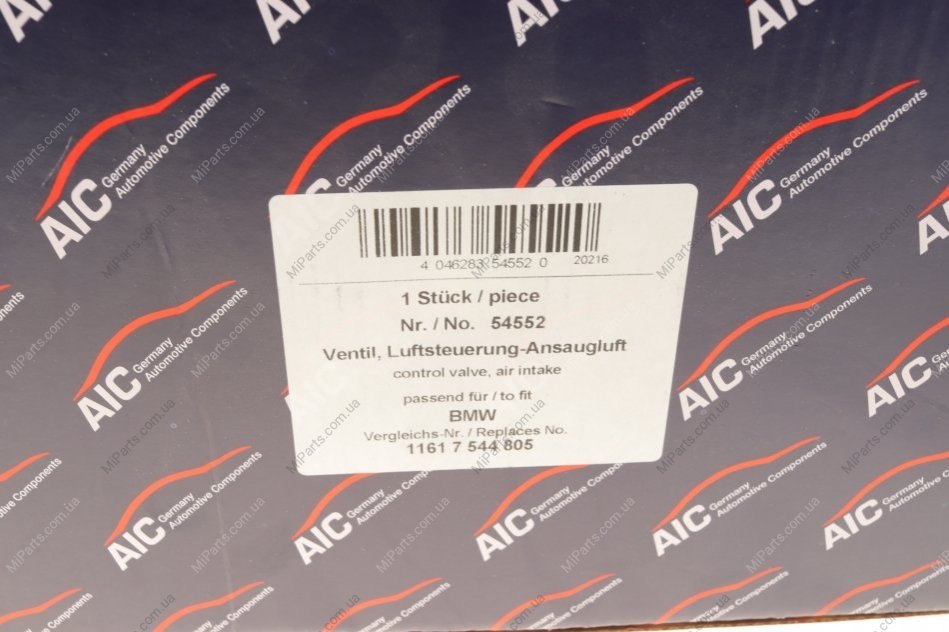 AIC Germany
Automotive Components
4 046283 54552 0 20216
1 Stück / piece
Nr. / No. 54552
Ventil, Luftsteuerung-Ansaugluft
control valve, air intake
passend für / to fit
BMW
Vergleichs-Nr. / Replaces No.
1161 7 544 805
MiParts.com.ua